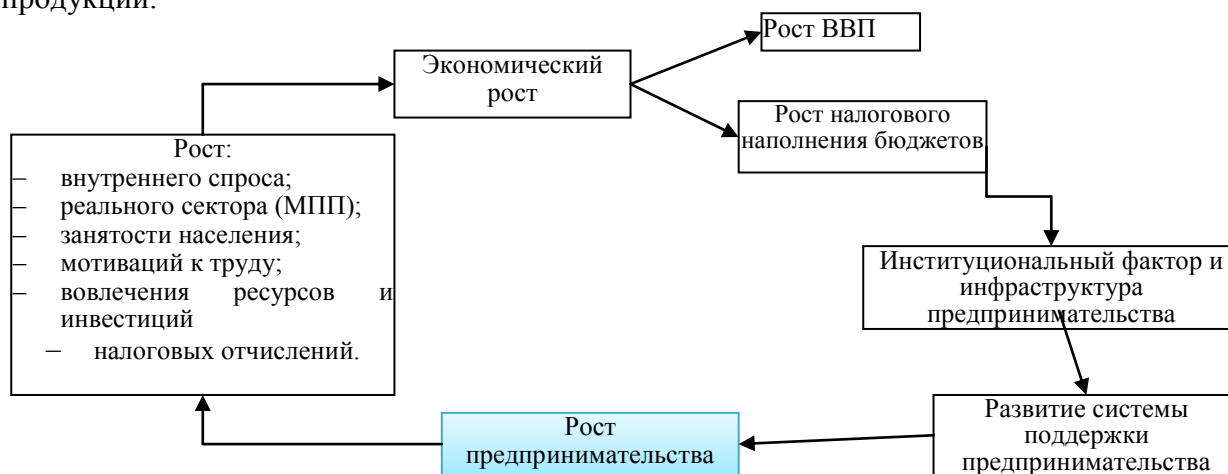 продукции.
Рост ВВП
Экономический
рост
Рост налогового
наполнения бюджетов
Рост:
– внутреннего спроса;
– реального сектора (МПП);
– занятости населения;
– мотиваций к труду;
– вовлечения ресурсов и
инвестиций
– налоговых отчислений.
Институциональный фактор и
инфраструктура
предпринимательства
Развитие системы
поддержки
предпринимательства
Рост
предпринимательства